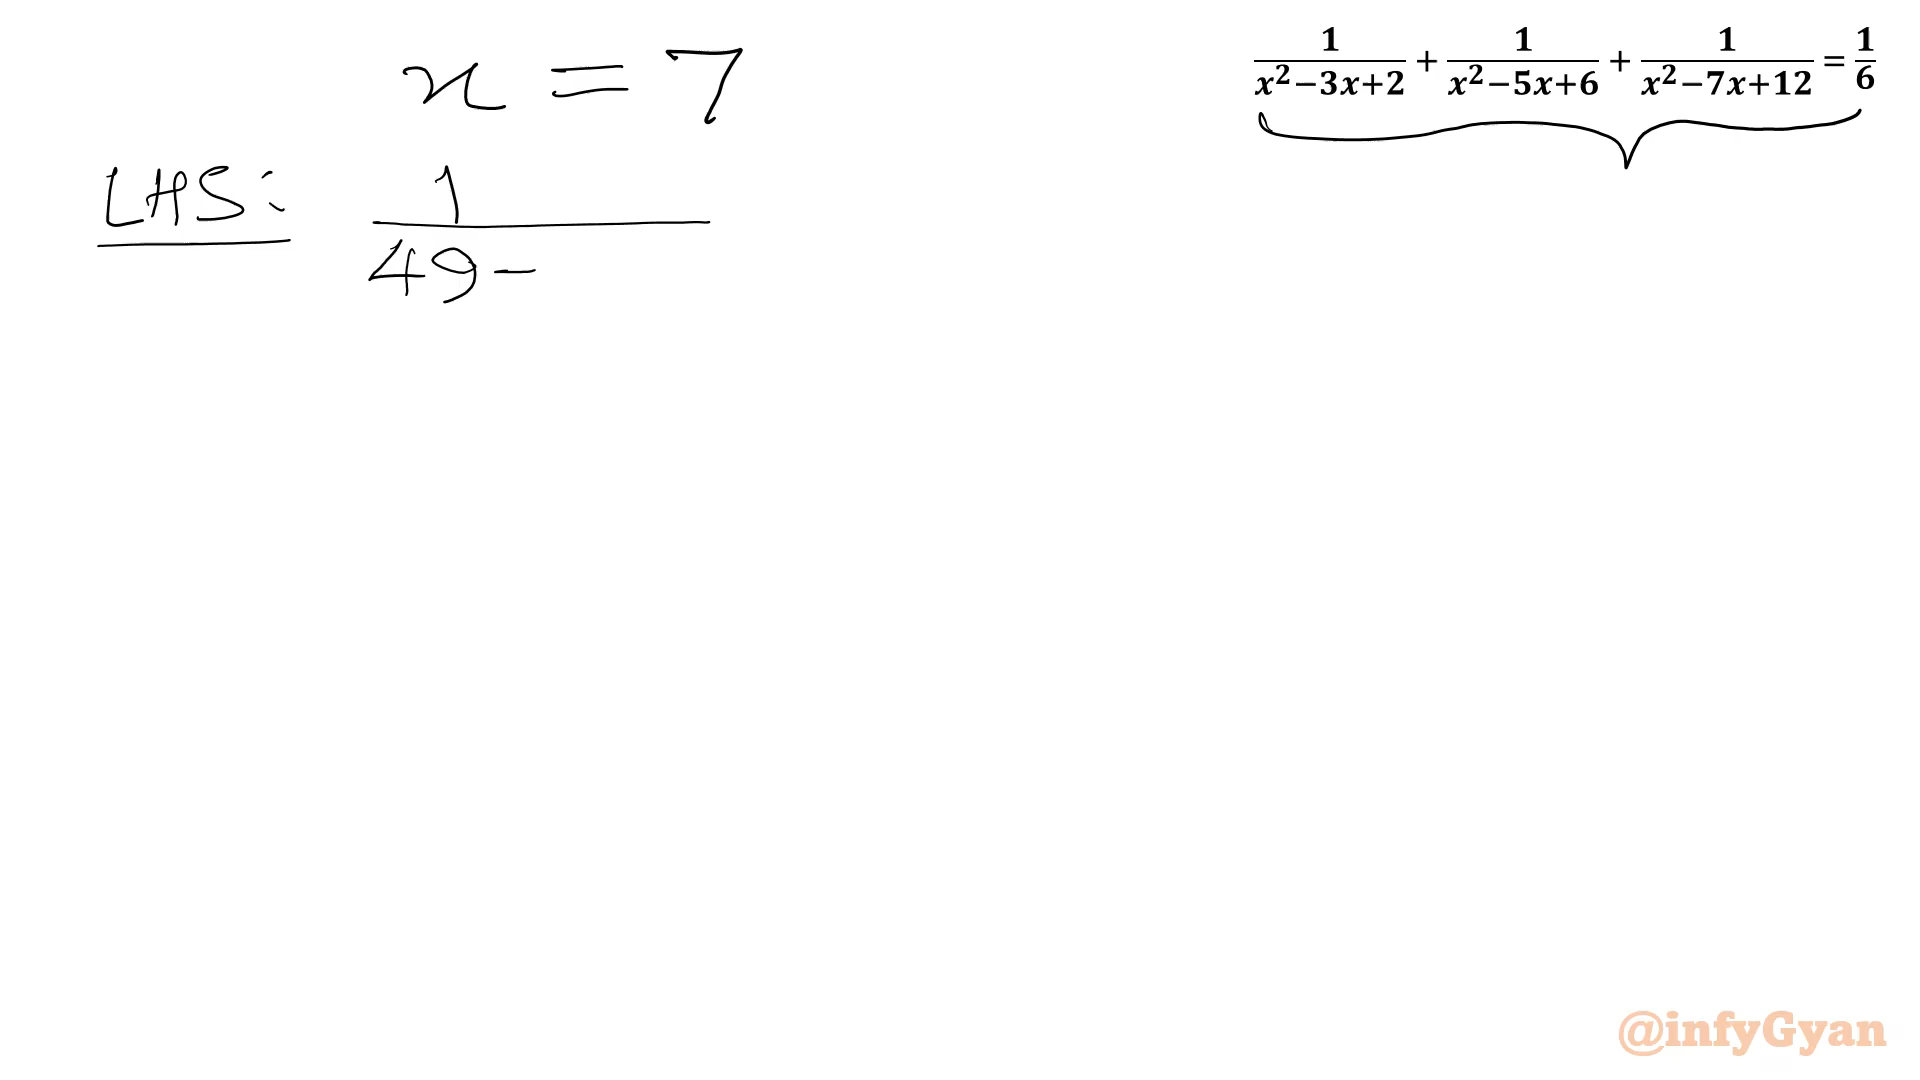 x = 7
1/(x²−3x+2) + 1/(x²−5x+6) + 1/(x²−7x+12) = 1/6
LHS: 1/(49 −
@infyGyan